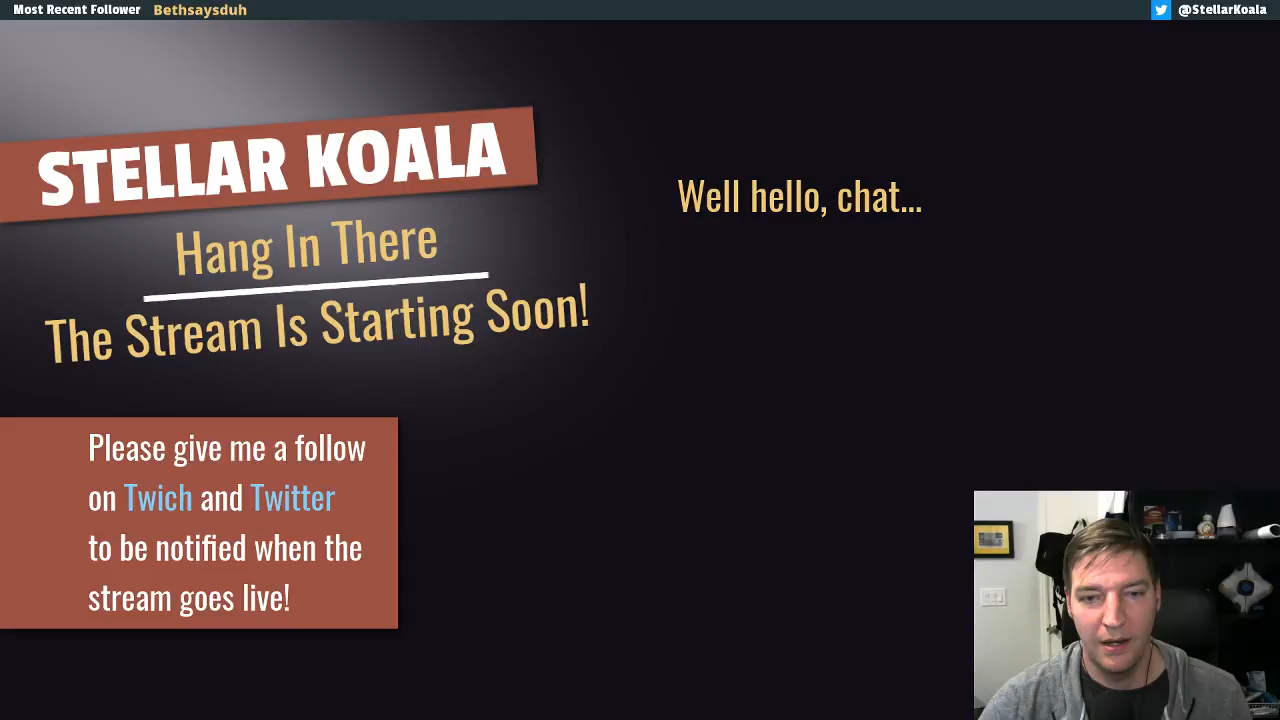 Most Recent Follower Bethsaysduh
@StellarKoala
STELLAR KOALA
Hang In There
The Stream Is Starting Soon!
Well hello, chat...
Please give me a follow
on Twich and Twitter
to be notified when the
stream goes live!